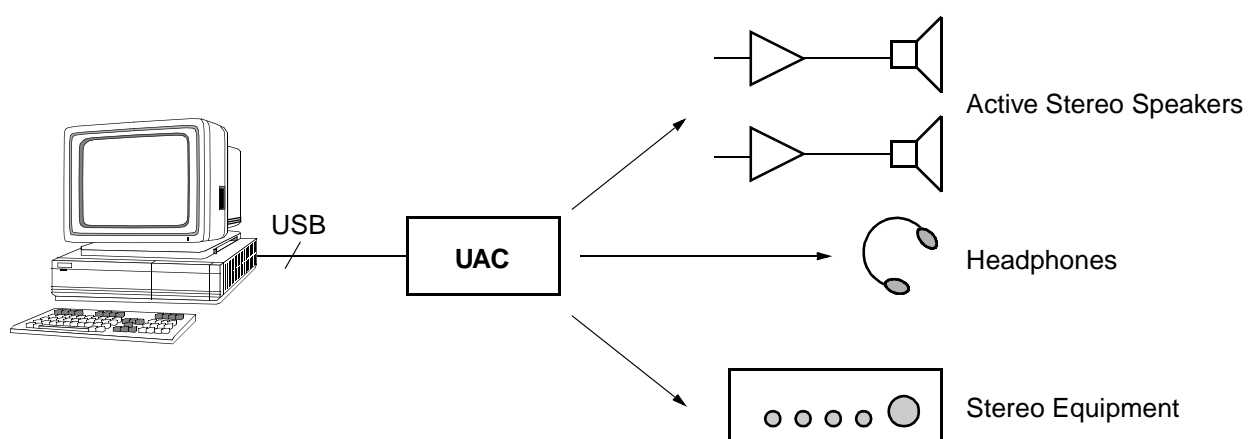 Active Stereo Speakers
USB
UAC
Headphones
Stereo Equipment